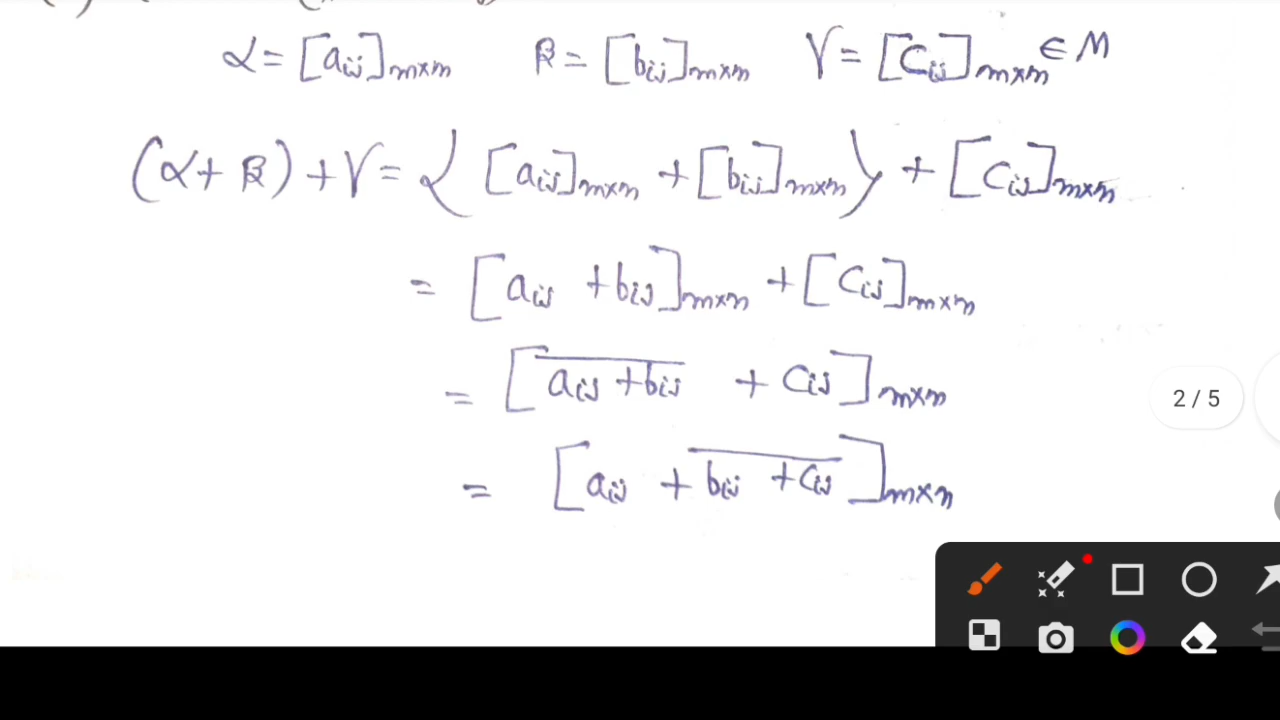 α = [aij]m×n β = [bij]m×n γ = [cij]m×n ∈ M
(α + β) + γ = { [aij]m×n + [bij]m×n } + [cij]m×n
= [aij + bij]m×n + [cij]m×n
= [aij + bij + cij]m×n
= [aij + bij + cij]m×n
2 / 5